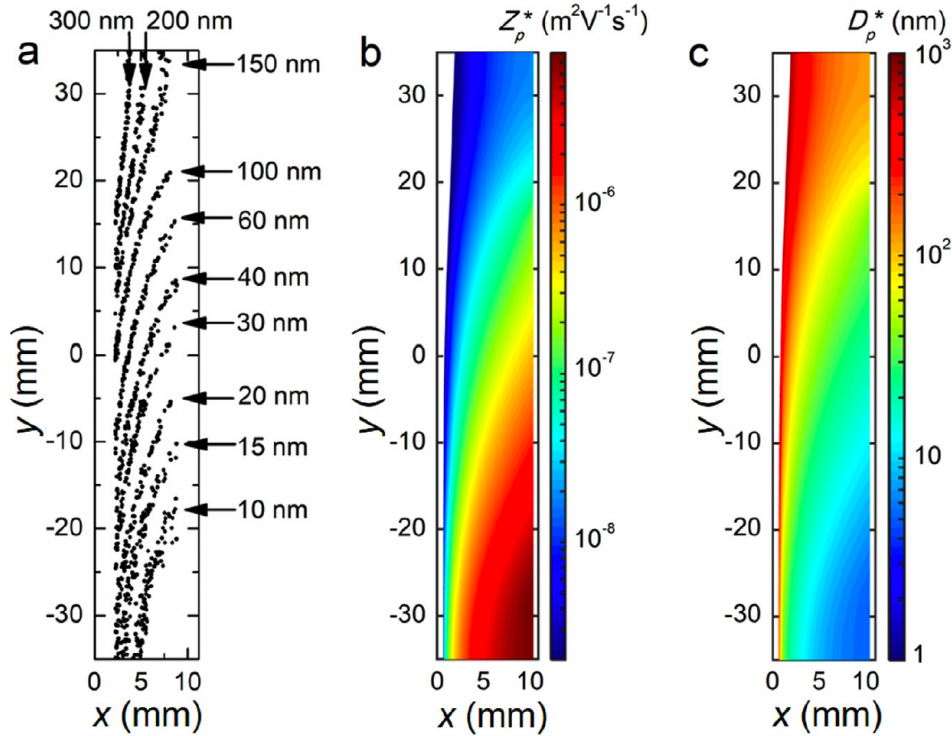 300 nm 200 nm
a
150 nm
100 nm
60 nm
40 nm
30 nm
20 nm
15 nm
10 nm
30
20
10
0
-10
-20
-30
y (mm)
0 5 10
x (mm)
b
Z*p (m²V⁻¹s⁻¹)
30
20
10
0
-10
-20
-30
y (mm)
0 5 10
x (mm)
10⁻⁶
10⁻⁷
10⁻⁸
c
D*p (nm)
30
20
10
0
-10
-20
-30
y (mm)
0 5 10
x (mm)
10³
10²
10
1